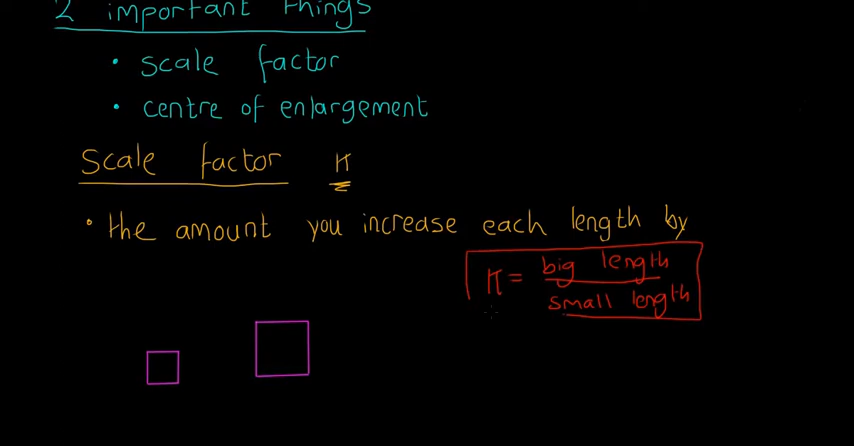 2 important things
• scale factor
• centre of enlargement
Scale factor K
• the amount you increase each length by
K = big length
small length